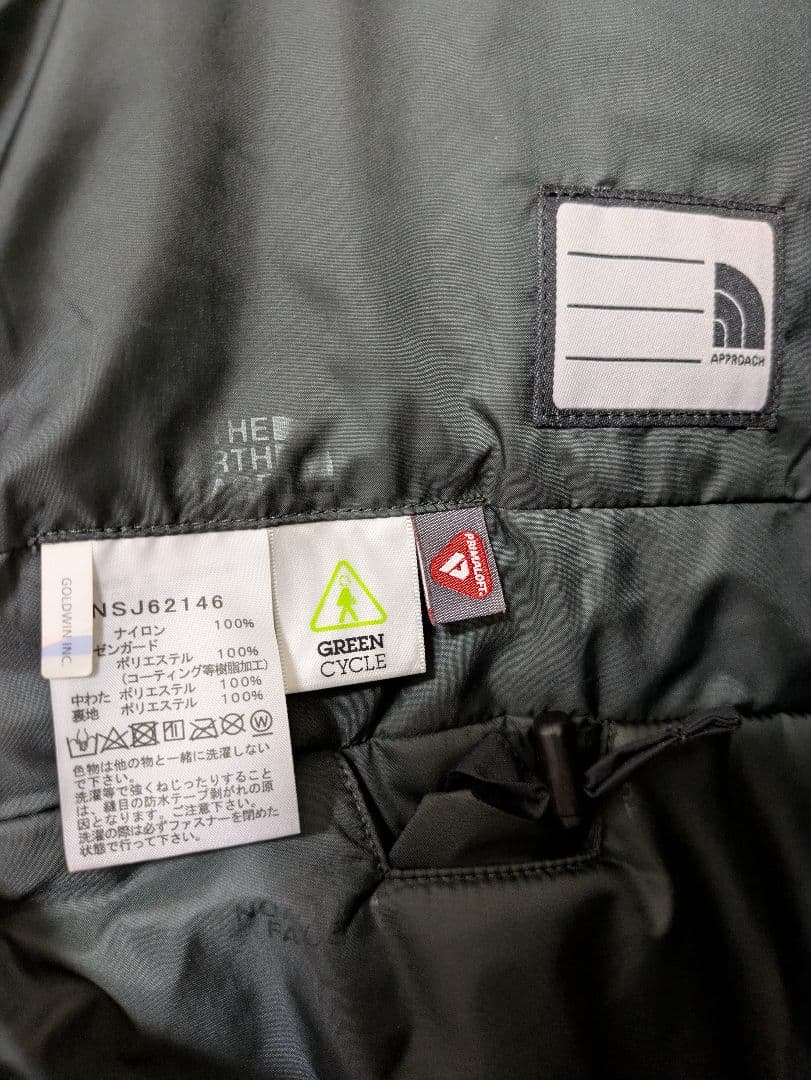 APPROACH
THE
RTH
GOLDWIN INC.
NSJ62146
ナイロン 100%
ゼンガード
ポリエステル 100%
(コーティング等樹脂加工)
中わた ポリエステル 100%
裏地 ポリエステル 100%
色物は他の物と一緒に洗濯しない
で下さい。
洗濯等で強くねじったりすること
は、縫目の防水テープ剥がれの原
因となります。ご注意下さい。
洗濯の際は必ずファスナーを閉めた
状態で行って下さい。
GREEN
CYCLE
PRIMALOFT
NOR
FAC